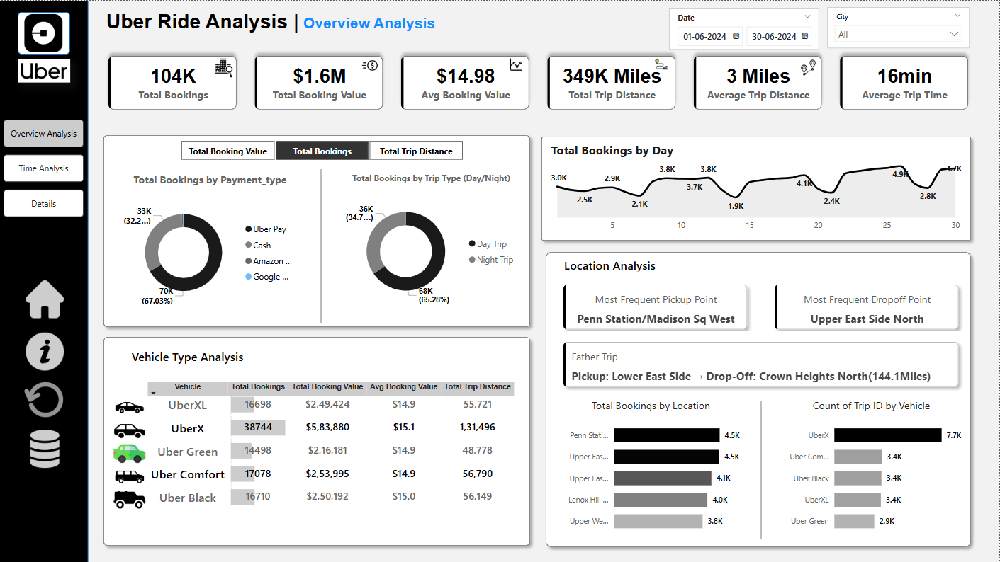 Uber Ride Analysis | Overview Analysis
Date
01-06-2024 30-06-2024
City
All
Uber
Overview Analysis
Time Analysis
Details
104K
Total Bookings
$1.6M
Total Booking Value
$14.98
Avg Booking Value
349K Miles
Total Trip Distance
3 Miles
Average Trip Distance
16min
Average Trip Time
Total Booking Value Total Bookings Total Trip Distance
Total Bookings by Payment_type
33K
(32.2...)
70K
(67.03%)
Uber Pay
Cash
Amazon ...
Google ...
Total Bookings by Trip Type (Day/Night)
36K
(34.7...)
68K
(65.28%)
Day Trip
Night Trip
Total Bookings by Day
3.0K 2.5K 2.9K 2.1K 3.8K 3.7K 3.8K 1.9K 4.1K 2.4K 4.9K 2.8K 4.7K
5 10 15 20 25 30
Vehicle Type Analysis
Vehicle Total Bookings Total Booking Value Avg Booking Value Total Trip Distance
UberXL 16698 $2,49,424 $14.9 55,721
UberX 38744 $5,83,880 $15.1 1,31,496
Uber Green 14498 $2,16,181 $14.9 48,778
Uber Comfort 17078 $2,53,995 $14.9 56,790
Uber Black 16710 $2,50,192 $15.0 56,149
Location Analysis
Most Frequent Pickup Point
Penn Station/Madison Sq West
Most Frequent Dropoff Point
Upper East Side North
Father Trip
Pickup: Lower East Side → Drop-Off: Crown Heights North(144.1Miles)
Total Bookings by Location
Penn Stati... 4.5K
Upper Eas... 4.5K
Upper Eas... 4.1K
Lenox Hill ... 4.0K
Upper We... 3.8K
Count of Trip ID by Vehicle
UberX 7.7K
Uber Com... 3.4K
Uber Black 3.4K
UberXL 3.4K
Uber Green 2.9K